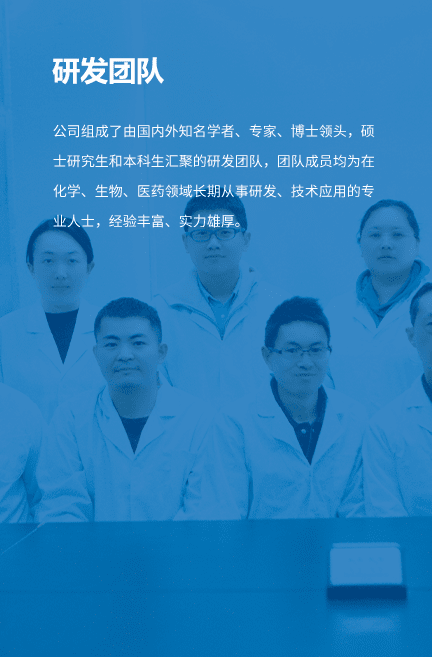 研发团队
公司组成了由国内外知名学者、专家、博士领头，硕
士研究生和本科生汇聚的研发团队，团队成员均为在
化学、生物、医药领域长期从事研发、技术应用的专
业人士，经验丰富、实力雄厚。